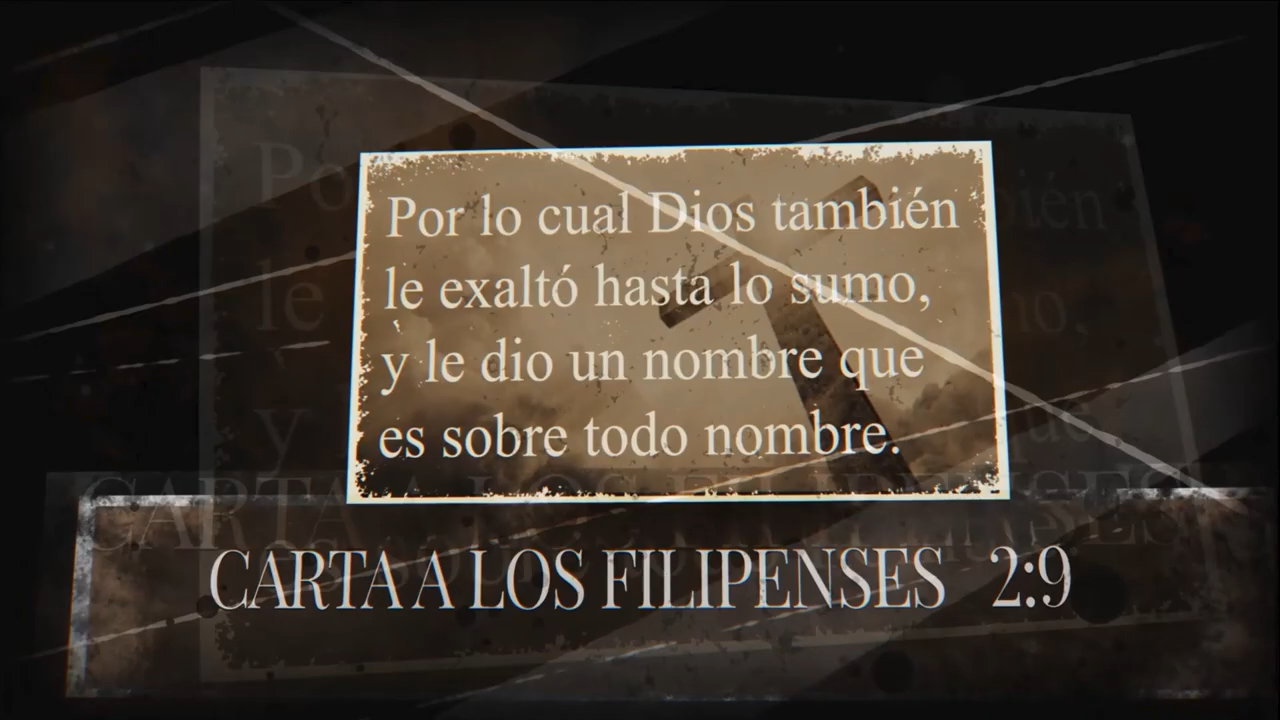 Por lo cual Dios también
le exaltó hasta lo sumo,
y le dio un nombre que
es sobre todo nombre.
CARTA A LOS FILIPENSES 2:9